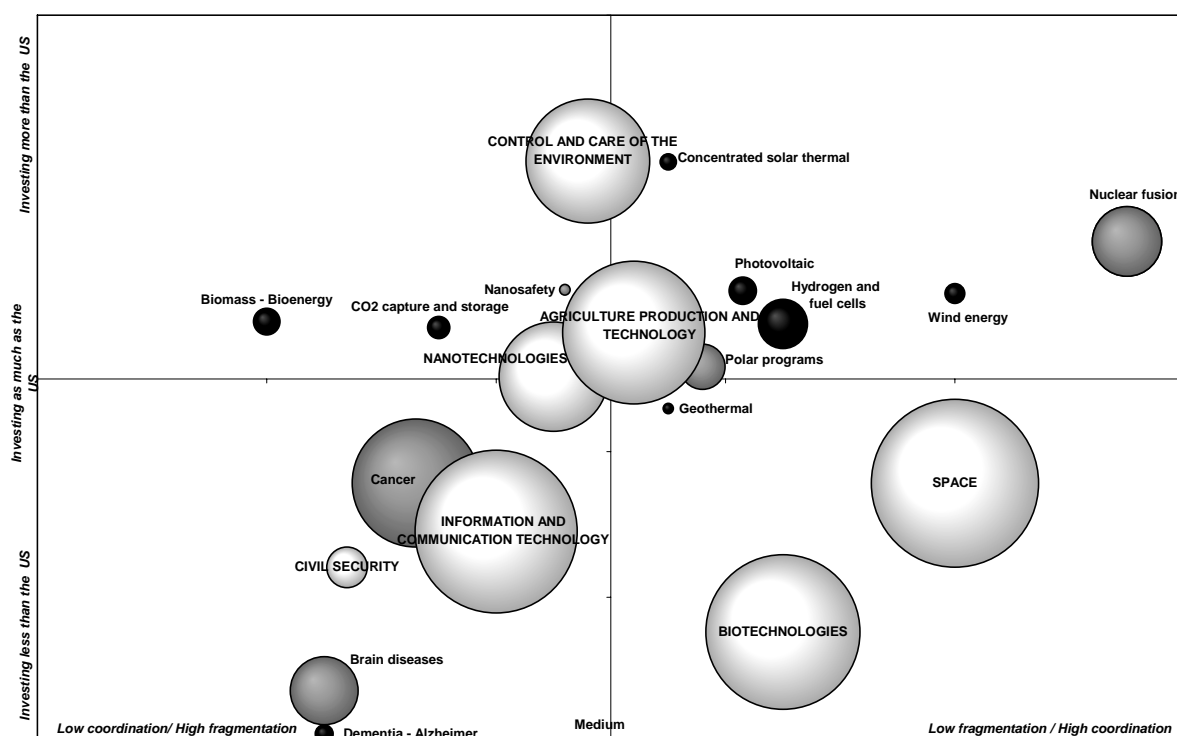 Investing more than the US
CONTROL AND CARE OF THE
ENVIRONMENT
Concentrated solar thermal
Nuclear fusion
Photovoltaic
Nanosafety
Hydrogen and
fuel cells
Biomass - Bioenergy
CO2 capture and storage
AGRICULTURE PRODUCTION AND
TECHNOLOGY
Wind energy
NANOTECHNOLOGIES
Polar programs
Investing as much as the
US
Geothermal
Cancer
SPACE
INFORMATION AND
COMMUNICATION TECHNOLOGY
CIVIL SECURITY
Investing less than the US
BIOTECHNOLOGIES
Brain diseases
Low coordination/ High fragmentation
Medium
Low fragmentation / High coordination
Dementia - Alzheimer